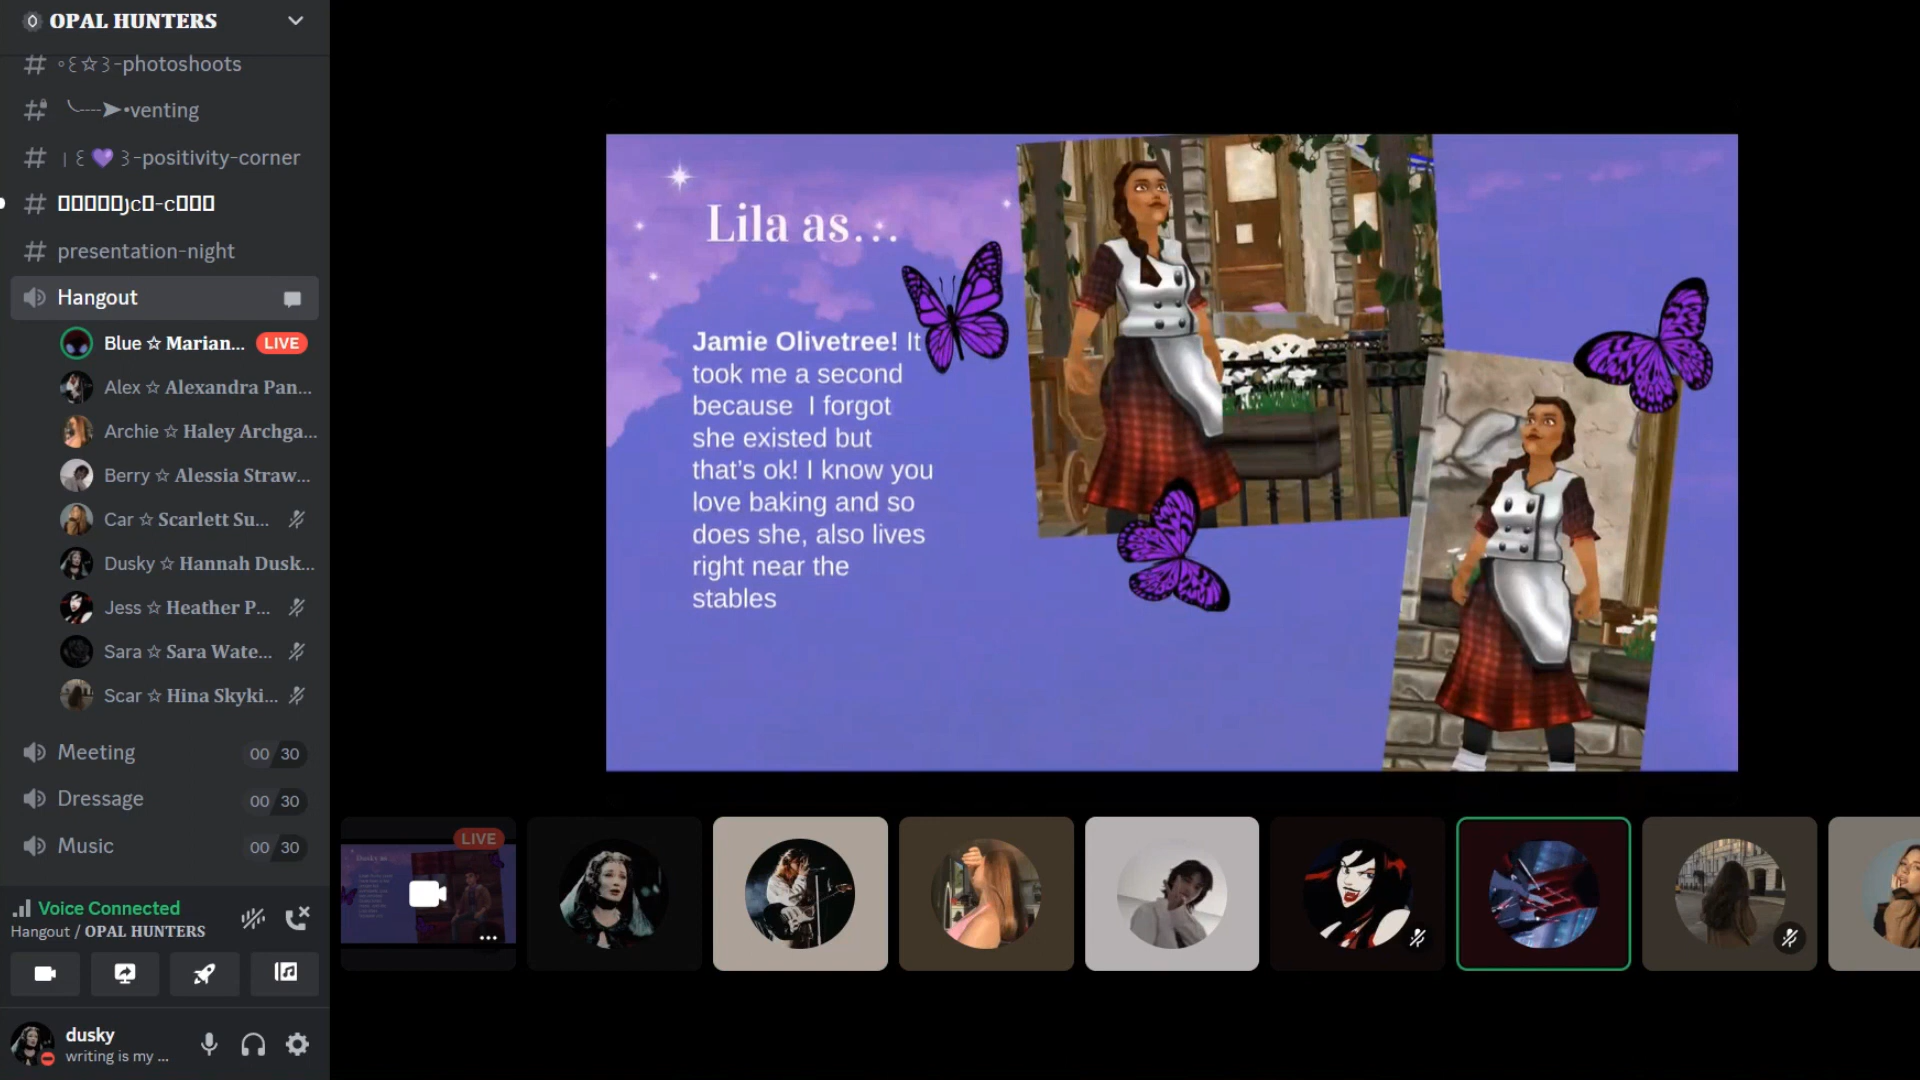 OPAL HUNTERS
#◦꒰☆꒱-photoshoots
# ╰┈➤•venting
# ╷꒰💜꒱-positivity-corner
# presentation-night
Hangout
Blue ☆ Marian... LIVE
Alex ☆ Alexandra Pan...
Archie ☆ Haley Archga...
Berry ☆ Alessia Straw...
Car ☆ Scarlett Su...
Dusky ☆ Hannah Dusk...
Jess ☆ Heather P...
Sara ☆ Sara Wate...
Scar ☆ Hina Skyki...
Meeting 00 30
Dressage 00 30
Music 00 30
Voice Connected
Hangout / OPAL HUNTERS
dusky
writing is my ...
Lila as...
Jamie Olivetree! It
took me a second
because I forgot
she existed but
that's ok! I know you
love baking and so
does she, also lives
right near the
stables
LIVE